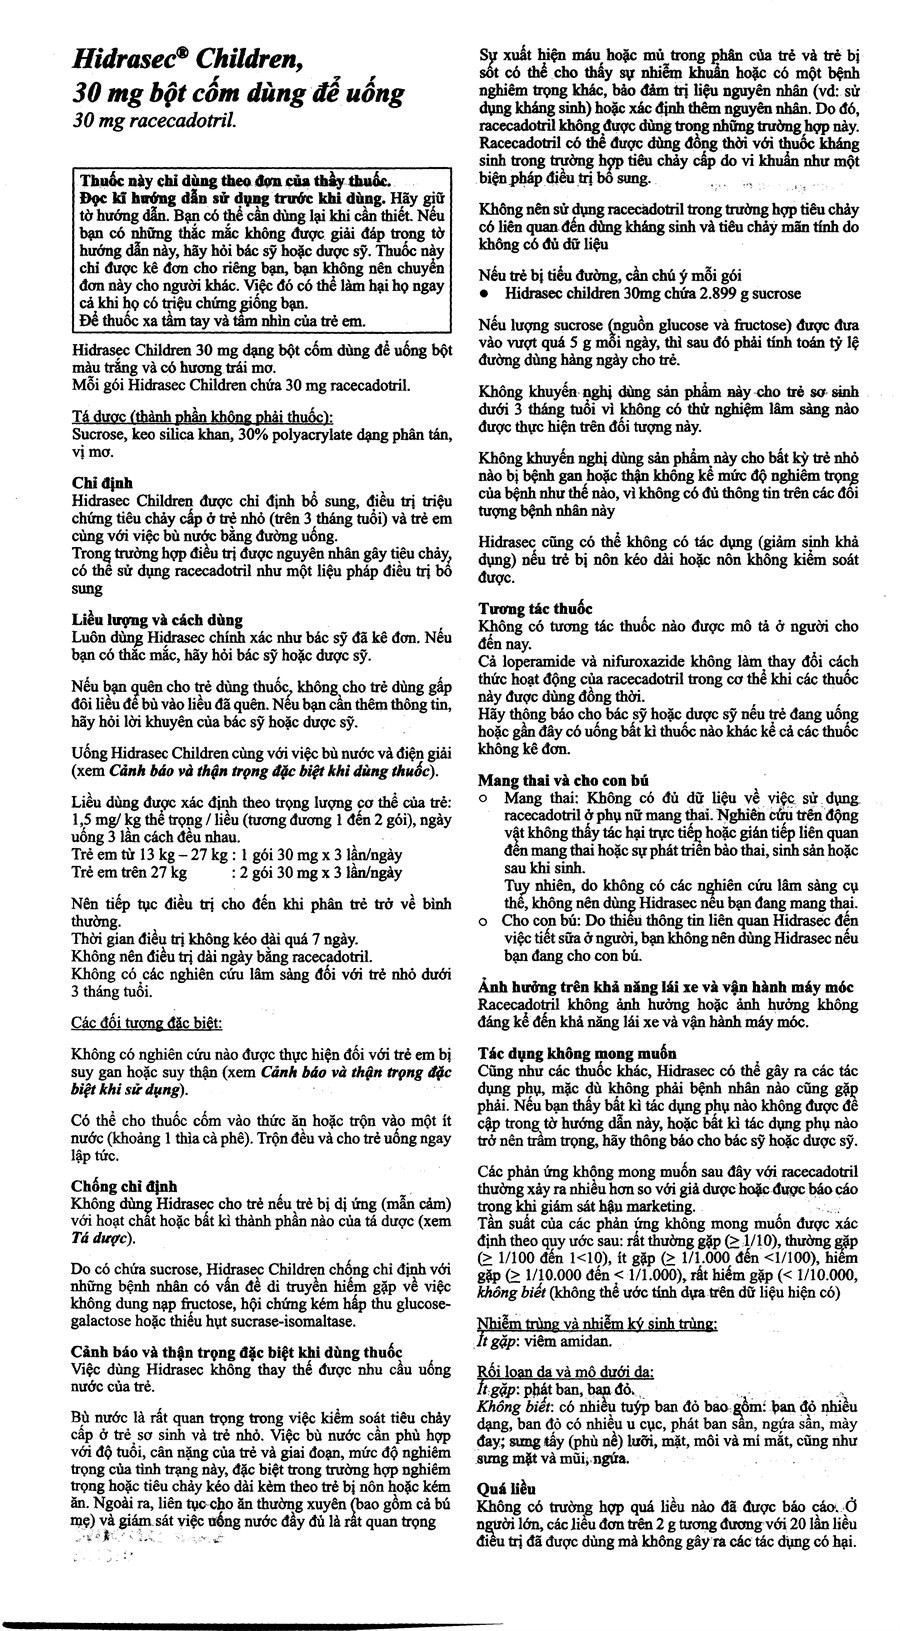 Hidrasec® Children,
30 mg bột cốm dùng để uống
30 mg racecadotril.
Thuốc này chỉ dùng theo đơn của thầy thuốc.
Đọc kĩ hướng dẫn sử dụng trước khi dùng. Hãy giữ
tờ hướng dẫn. Bạn có thể cần dùng lại khi cần thiết. Nếu
bạn có những thắc mắc không được giải đáp trong tờ
hướng dẫn này, hãy hỏi bác sỹ hoặc dược sỹ. Thuốc này
chỉ được kê đơn cho riêng bạn, bạn không nên chuyển
đơn này cho người khác. Việc đó có thể làm hại họ ngay
cả khi họ có triệu chứng giống bạn.
Để thuốc xa tầm tay và tầm nhìn của trẻ em.
Hidrasec Children 30 mg dạng bột cốm dùng để uống bột
màu trắng và có hương trái mơ.
Mỗi gói Hidrasec Children chứa 30 mg racecadotril.
Tá dược (thành phần không phải thuốc):
Sucrose, keo silica khan, 30% polyacrylate dạng phân tán,
vị mơ.
Chỉ định
Hidrasec Children được chỉ định bổ sung, điều trị triệu
chứng tiêu chảy cấp ở trẻ nhỏ (trên 3 tháng tuổi) và trẻ em
cùng với việc bù nước bằng đường uống.
Trong trường hợp điều trị được nguyên nhân gây tiêu chảy,
có thể sử dụng racecadotril như một liệu pháp điều trị bổ
sung
Liều lượng và cách dùng
Luôn dùng Hidrasec chính xác như bác sỹ đã kê đơn. Nếu
bạn có thắc mắc, hãy hỏi bác sỹ hoặc dược sỹ.
Nếu bạn quên cho trẻ dùng thuốc, không cho trẻ dùng gấp
đôi liều để bù vào liều đã quên. Nếu bạn cần thêm thông tin,
hãy hỏi lời khuyên của bác sỹ hoặc dược sỹ.
Uống Hidrasec Children cùng với việc bù nước và điện giải
(xem Cảnh báo và thận trọng đặc biệt khi dùng thuốc).
Liều dùng được xác định theo trọng lượng cơ thể của trẻ:
1,5 mg/ kg thể trọng / liều (tương đương 1 đến 2 gói), ngày
uống 3 lần cách đều nhau.
Trẻ em từ 13 kg – 27 kg : 1 gói 30 mg x 3 lần/ngày
Trẻ em trên 27 kg : 2 gói 30 mg x 3 lần/ngày
Nên tiếp tục điều trị cho đến khi phân trẻ trở về bình
thường.
Thời gian điều trị không kéo dài quá 7 ngày.
Không nên điều trị dài ngày bằng racecadotril.
Không có các nghiên cứu lâm sàng đối với trẻ nhỏ dưới
3 tháng tuổi.
Các đối tượng đặc biệt:
Không có nghiên cứu nào được thực hiện đối với trẻ em bị
suy gan hoặc suy thận (xem Cảnh báo và thận trọng đặc
biệt khi sử dụng).
Có thể cho thuốc cốm vào thức ăn hoặc trộn vào một ít
nước (khoảng 1 thìa cà phê). Trộn đều và cho trẻ uống ngay
lập tức.
Chống chỉ định
Không dùng Hidrasec cho trẻ nếu trẻ bị dị ứng (mẫn cảm)
với hoạt chất hoặc bất kì thành phần nào của tá dược (xem
Tá dược).
Do có chứa sucrose, Hidrasec Children chống chỉ định với
những bệnh nhân có vấn đề di truyền hiếm gặp về việc
không dung nạp fructose, hội chứng kém hấp thu glucose-
galactose hoặc thiếu hụt sucrase-isomaltase.
Cảnh báo và thận trọng đặc biệt khi dùng thuốc
Việc dùng Hidrasec không thay thế được nhu cầu uống
nước của trẻ.
Bù nước là rất quan trọng trong việc kiểm soát tiêu chảy
cấp ở trẻ sơ sinh và trẻ nhỏ. Việc bù nước cần phù hợp
với độ tuổi, cân nặng của trẻ và giai đoạn, mức độ nghiêm
trọng của tình trạng này, đặc biệt trong trường hợp nghiêm
trọng hoặc tiêu chảy kéo dài kèm theo trẻ bị nôn hoặc kém
ăn. Ngoài ra, liên tục cho ăn thường xuyên (bao gồm cả bú
mẹ) và giám sát việc uống nước đầy đủ là rất quan trọng
Sự xuất hiện máu hoặc mủ trong phân của trẻ và trẻ bị
sốt có thể cho thấy sự nhiễm khuẩn hoặc có một bệnh
nghiêm trọng khác, bảo đảm trị liệu nguyên nhân (vd: sử
dụng kháng sinh) hoặc xác định thêm nguyên nhân. Do đó,
racecadotril không được dùng trong những trường hợp này.
Racecadotril có thể được dùng đồng thời với thuốc kháng
sinh trong trường hợp tiêu chảy cấp do vi khuẩn như một
biện pháp điều trị bổ sung.
Không nên sử dụng racecadotril trong trường hợp tiêu chảy
có liên quan đến dùng kháng sinh và tiêu chảy mãn tính do
không có đủ dữ liệu
Nếu trẻ bị tiểu đường, cần chú ý mỗi gói
● Hidrasec children 30mg chứa 2.899 g sucrose
Nếu lượng sucrose (nguồn glucose và fructose) được đưa
vào vượt quá 5 g mỗi ngày, thì sau đó phải tính toán tỷ lệ
đường dùng hàng ngày cho trẻ.
Không khuyến nghị dùng sản phẩm này cho trẻ sơ sinh
dưới 3 tháng tuổi vì không có thử nghiệm lâm sàng nào
được thực hiện trên đối tượng này.
Không khuyến nghị dùng sản phẩm này cho bất kỳ trẻ nhỏ
nào bị bệnh gan hoặc thận không kể mức độ nghiêm trọng
của bệnh như thế nào, vì không có đủ thông tin trên các đối
tượng bệnh nhân này
Hidrasec cũng có thể không có tác dụng (giảm sinh khả
dụng) nếu trẻ bị nôn kéo dài hoặc nôn không kiểm soát
được.
Tương tác thuốc
Không có tương tác thuốc nào được mô tả ở người cho
đến nay.
Cả loperamide và nifuroxazide không làm thay đổi cách
thức hoạt động của racecadotril trong cơ thể khi các thuốc
này được dùng đồng thời.
Hãy thông báo cho bác sỹ hoặc dược sỹ nếu trẻ đang uống
hoặc gần đây có uống bất kì thuốc nào khác kể cả các thuốc
không kê đơn.
Mang thai và cho con bú
○ Mang thai: Không có đủ dữ liệu về việc sử dụng
racecadotril ở phụ nữ mang thai. Nghiên cứu trên động
vật không thấy tác hại trực tiếp hoặc gián tiếp liên quan
đến mang thai hoặc sự phát triển bào thai, sinh sản hoặc
sau khi sinh.
Tuy nhiên, do không có các nghiên cứu lâm sàng cụ
thể, không nên dùng Hidrasec nếu bạn đang mang thai.
○ Cho con bú: Do thiếu thông tin liên quan Hidrasec đến
việc tiết sữa ở người, bạn không nên dùng Hidrasec nếu
bạn đang cho con bú.
Ảnh hưởng trên khả năng lái xe và vận hành máy móc
Racecadotril không ảnh hưởng hoặc ảnh hưởng không
đáng kể đến khả năng lái xe và vận hành máy móc.
Tác dụng không mong muốn
Cũng như các thuốc khác, Hidrasec có thể gây ra các tác
dụng phụ, mặc dù không phải bệnh nhân nào cũng gặp
phải. Nếu bạn thấy bất kì tác dụng phụ nào không được đề
cập trong tờ hướng dẫn này, hoặc bất kì tác dụng phụ nào
trở nên trầm trọng, hãy thông báo cho bác sỹ hoặc dược sỹ.
Các phản ứng không mong muốn sau đây với racecadotril
thường xảy ra nhiều hơn so với giả dược hoặc được báo cáo
trong khi giám sát hậu marketing.
Tần suất của các phản ứng không mong muốn được xác
định theo quy ước sau: rất thường gặp (≥ 1/10), thường gặp
(≥ 1/100 đến 1<10), ít gặp (≥ 1/1.000 đến <1/100), hiếm
gặp (≥ 1/10.000 đến < 1/1.000), rất hiếm gặp (< 1/10.000,
không biết (không thể ước tính dựa trên dữ liệu hiện có)
Nhiễm trùng và nhiễm ký sinh trùng:
Ít gặp: viêm amidan.
Rối loạn da và mô dưới da:
Ít gặp: phát ban, ban đỏ.
Không biết: có nhiều tuýp ban đỏ bao gồm: ban đỏ nhiều
dạng, ban đỏ có nhiều u cục, phát ban sần, ngứa sần, mày
đay; sưng tấy (phù nề) lưỡi, mặt, môi và mi mắt, cũng như
sưng mặt và mũi, ngứa.
Quá liều
Không có trường hợp quá liều nào đã được báo cáo. Ở
người lớn, các liều đơn trên 2 g tương đương với 20 lần liều
điều trị đã được dùng mà không gây ra các tác dụng có hại.